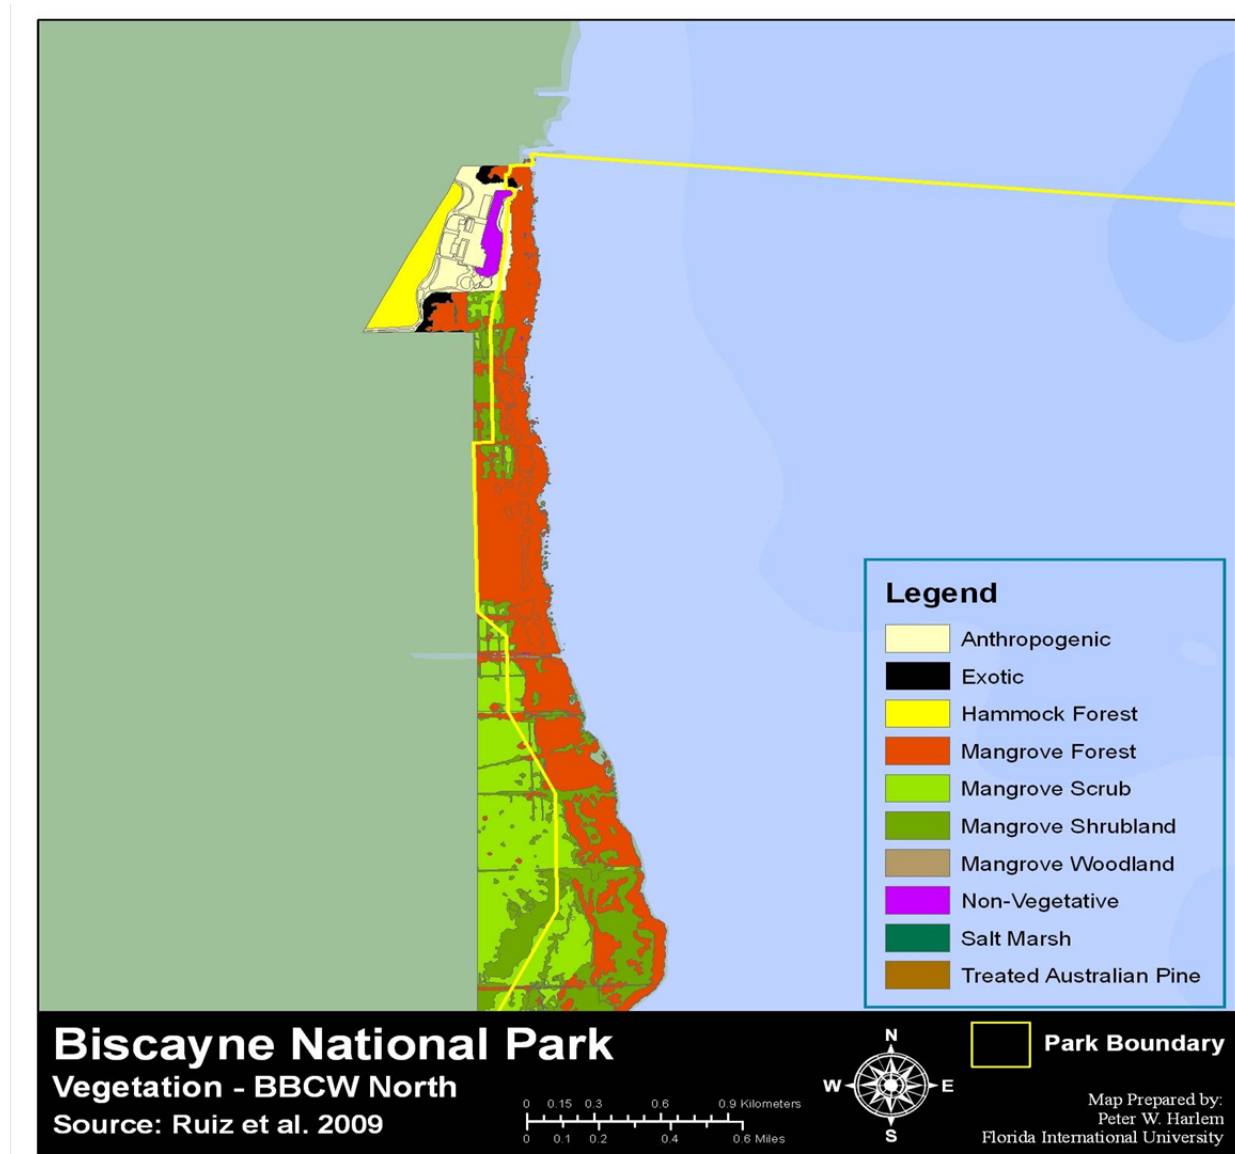 Legend
Anthropogenic
Exotic
Hammock Forest
Mangrove Forest
Mangrove Scrub
Mangrove Shrubland
Mangrove Woodland
Non-Vegetative
Salt Marsh
Treated Australian Pine
Biscayne National Park
Vegetation - BBCW North
Source: Ruiz et al. 2009
0 0.15 0.3 0.6 0.9 Kilometers
0 0.1 0.2 0.4 0.6 Miles
N
W E
S
Park Boundary
Map Prepared by:
Peter W. Harlem
Florida International University